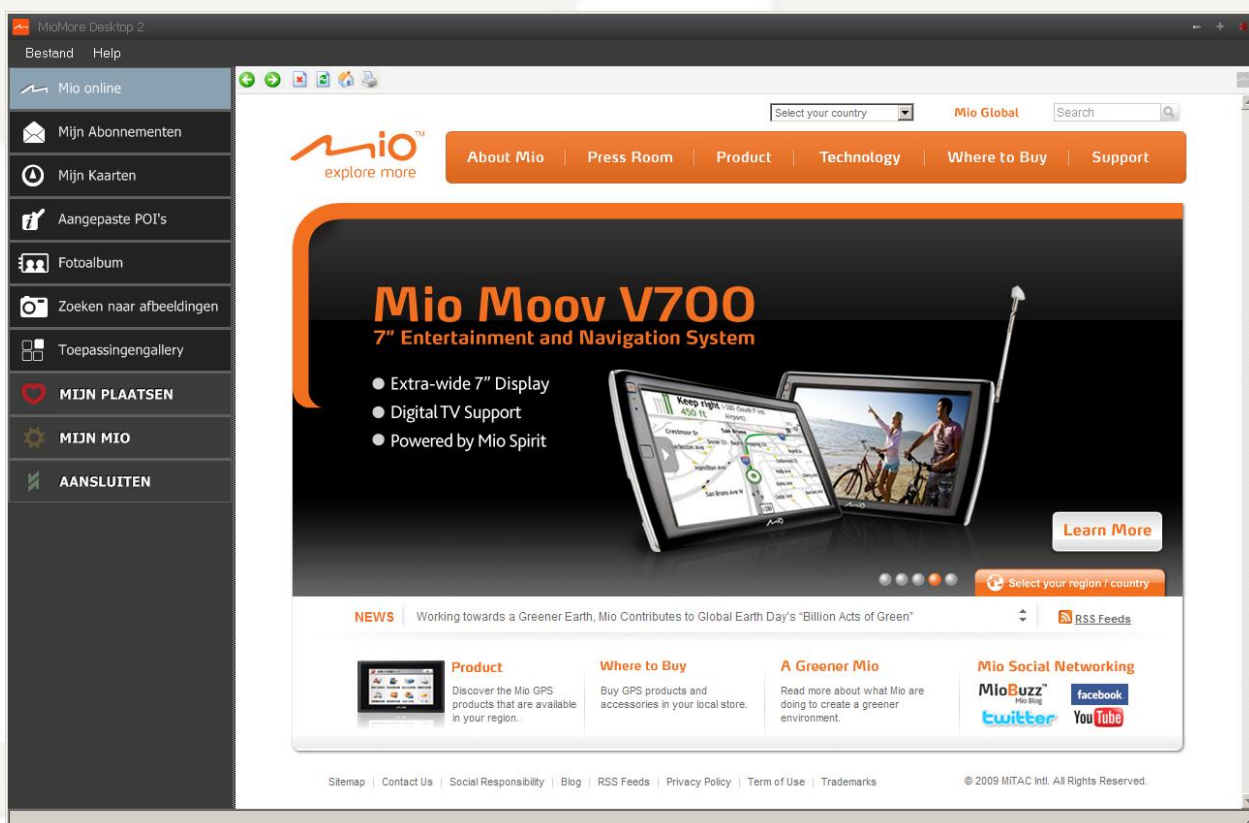 MioMore Desktop 2
Bestand Help
Mio online
Mijn Abonnementen
Mijn Kaarten
Aangepaste POI's
Fotoalbum
Zoeken naar afbeeldingen
Toepassingengallery
MIJN PLAATSEN
MIJN MIO
AANSLUITEN
Select your country
Mio Global
Search
mio™
explore more
About Mio
Press Room
Product
Technology
Where to Buy
Support
Mio Moov V700
7" Entertainment and Navigation System
Extra-wide 7" Display
Digital TV Support
Powered by Mio Spirit
Keep right
450 ft
Learn More
Select your region / country
NEWS Working towards a Greener Earth, Mio Contributes to Global Earth Day's "Billion Acts of Green"
RSS Feeds
Product
Discover the Mio GPS
products that are available
in your region.
Where to Buy
Buy GPS products and
accessories in your local store.
A Greener Mio
Read more about what Mio are
doing to create a greener
environment.
Mio Social Networking
MioBuzz™
Mio Blog
facebook
twitter
YouTube
Sitemap | Contact Us | Social Responsibility | Blog | RSS Feeds | Privacy Policy | Term of Use | Trademarks
© 2009 MiTAC Intl. All Rights Reserved.